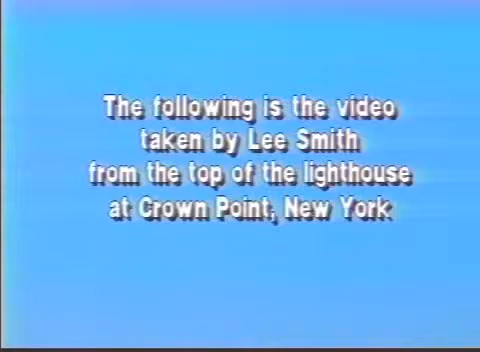 The following is the video
taken by Lee Smith
from the top of the lighthouse
at Crown Point, New York